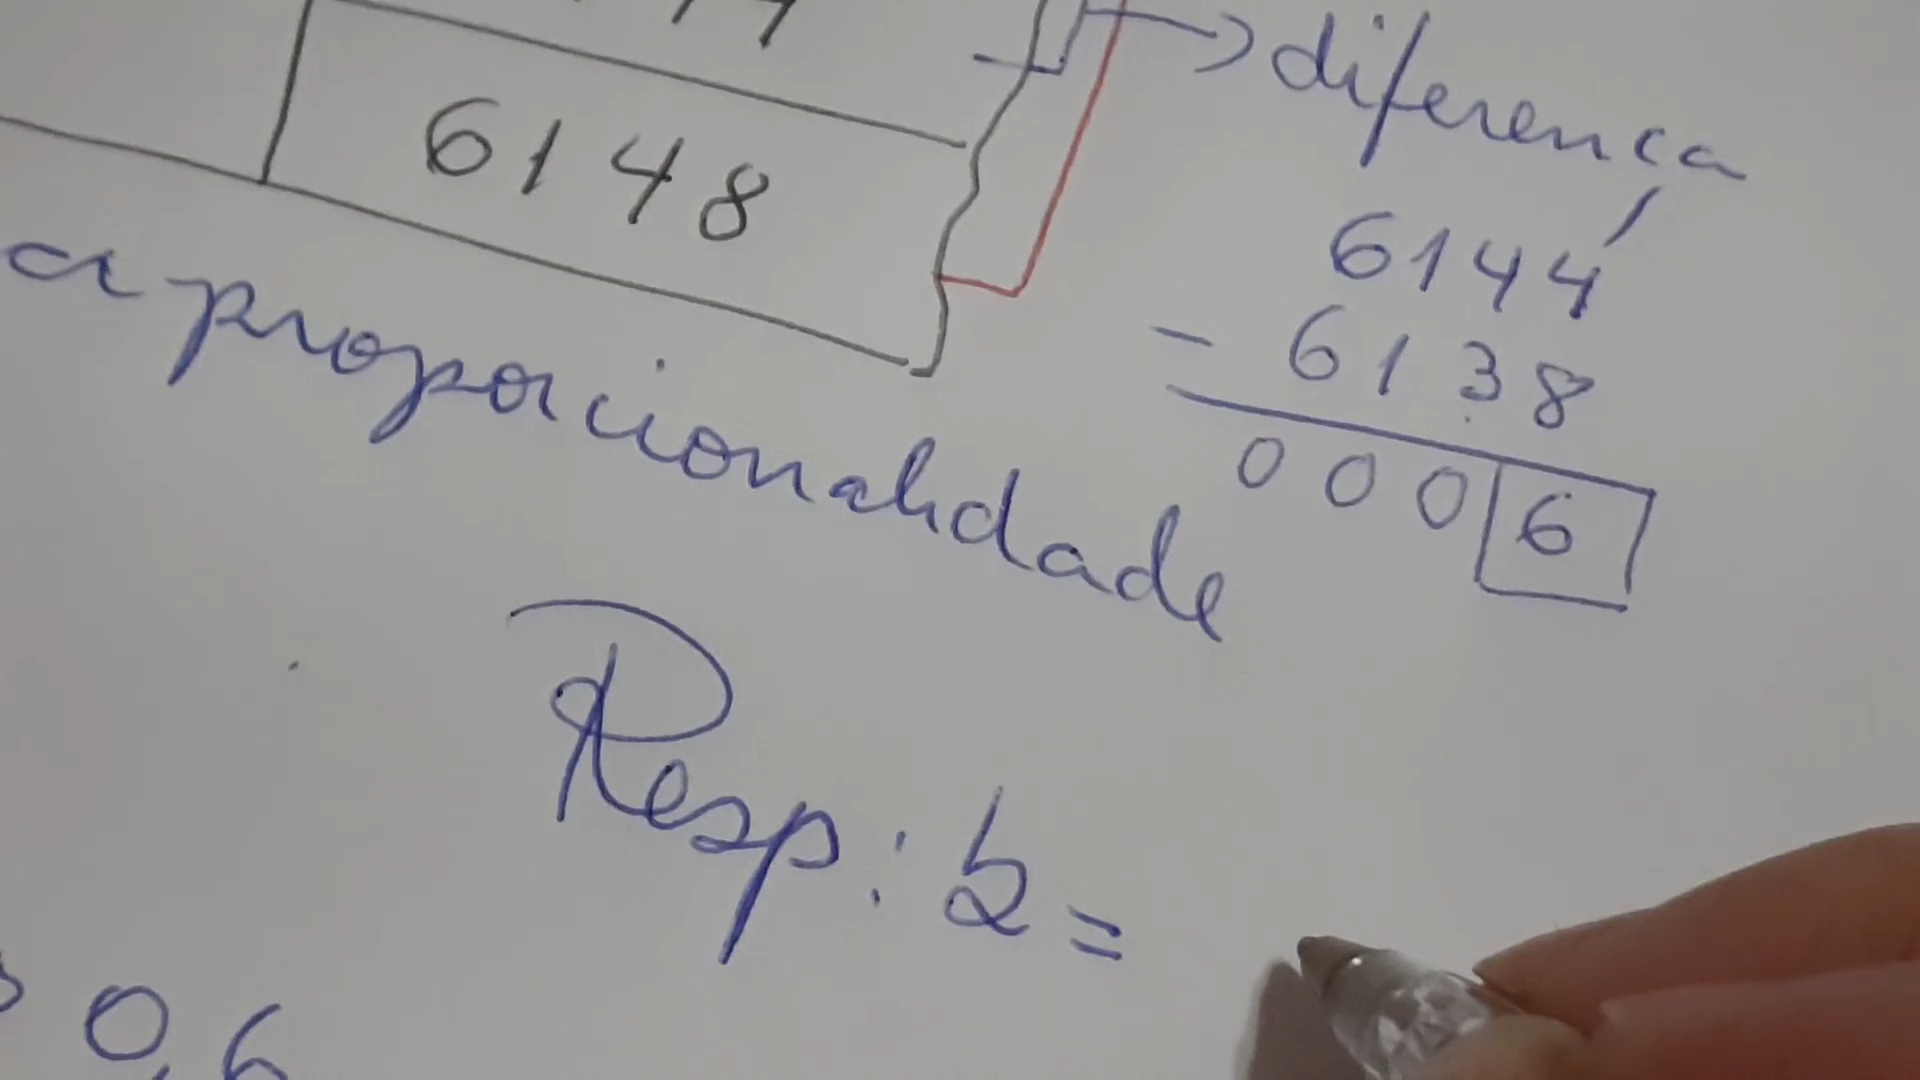 diferença
6148
6144
- 6138
0006
a proporcionalidade
Resp: b =
0,6